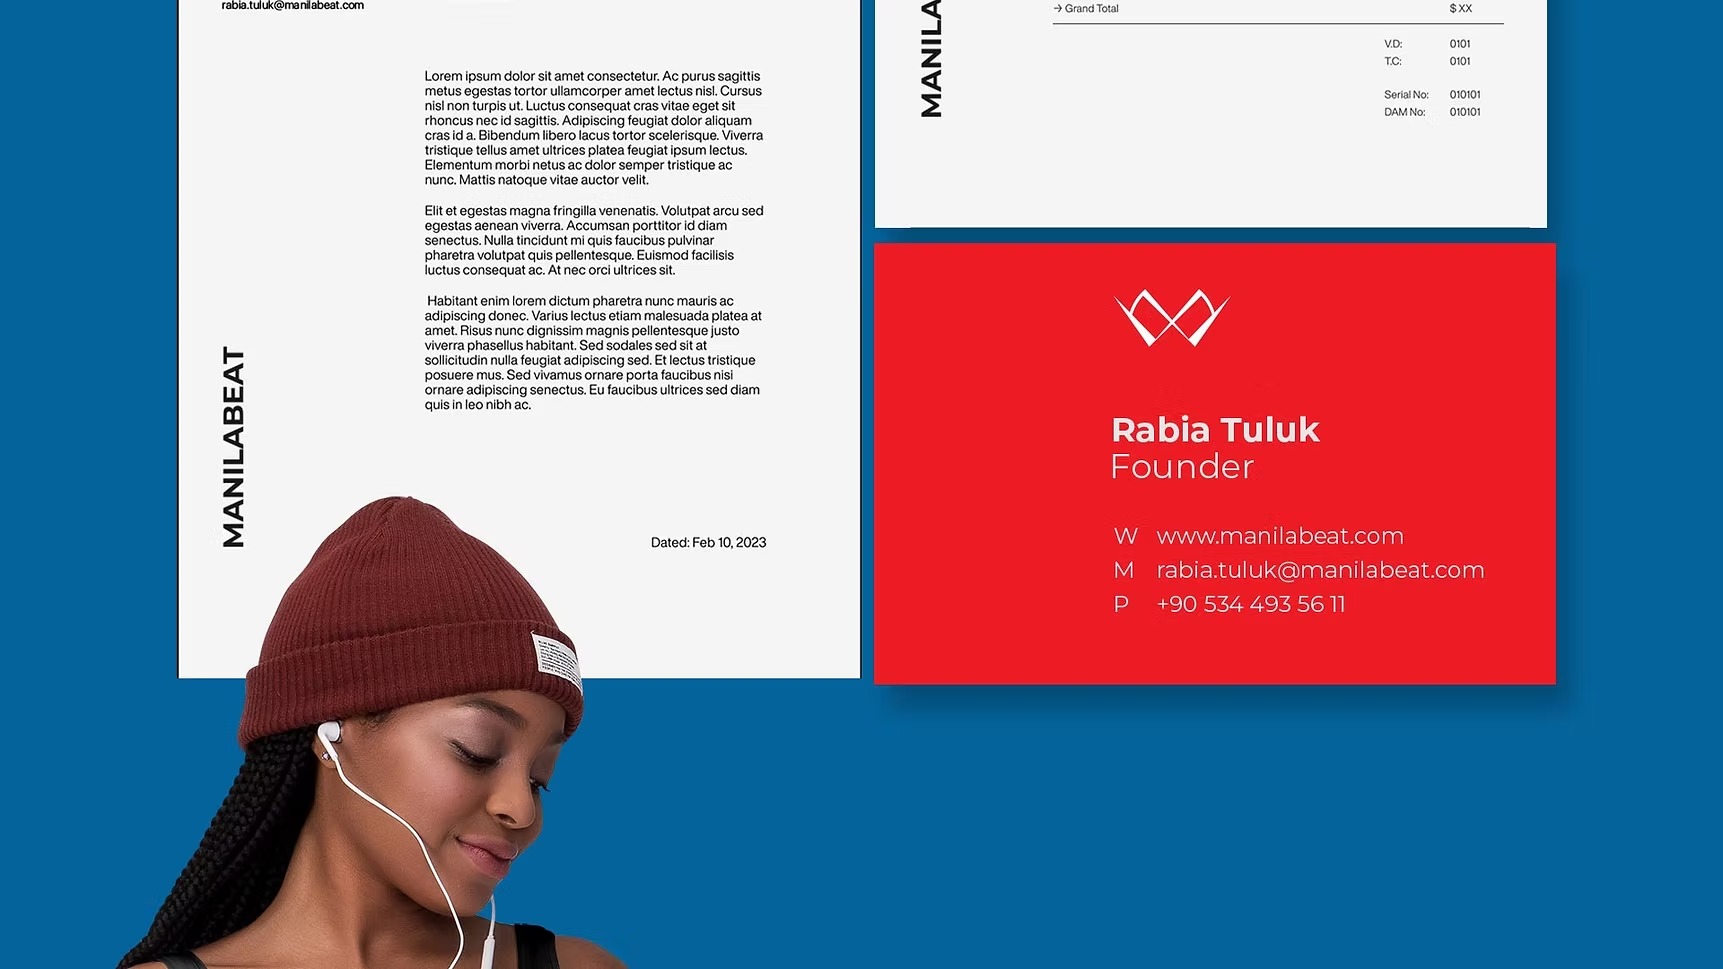 rabia.tuluk@manilabeat.com
Lorem ipsum dolor sit amet consectetur. Ac purus sagittis
metus egestas tortor ullamcorper amet lectus nisl. Cursus
nisl non turpis ut. Luctus consequat cras vitae eget sit
rhoncus nec id sagittis. Adipiscing feugiat dolor aliquam
cras id a. Bibendum libero lacus tortor scelerisque. Viverra
tristique tellus amet ultrices platea feugiat ipsum lectus.
Elementum morbi netus ac dolor semper tristique ac
nunc. Mattis natoque vitae auctor velit.
Elit et egestas magna fringilla venenatis. Volutpat arcu sed
egestas aenean viverra. Accumsan porttitor id diam
senectus. Nulla tincidunt mi quis faucibus pulvinar
pharetra volutpat quis pellentesque. Euismod facilisis
luctus consequat ac. At nec orci ultrices sit.
Habitant enim lorem dictum pharetra nunc mauris ac
adipiscing donec. Varius lectus etiam malesuada platea at
amet. Risus nunc dignissim magnis pellentesque justo
viverra phasellus habitant. Sed sodales sed sit at
sollicitudin nulla feugiat adipiscing sed. Et lectus tristique
posuere mus. Sed vivamus ornare porta faucibus nisi
ornare adipiscing senectus. Eu faucibus ultrices sed diam
quis in leo nibh ac.
MANILABEAT
Dated: Feb 10, 2023
→ Grand Total $ XX
MANILA
V.D: 0101
T.C: 0101
Serial No: 010101
DAM No: 010101
Rabia Tuluk
Founder
W www.manilabeat.com
M rabia.tuluk@manilabeat.com
P +90 534 493 56 11